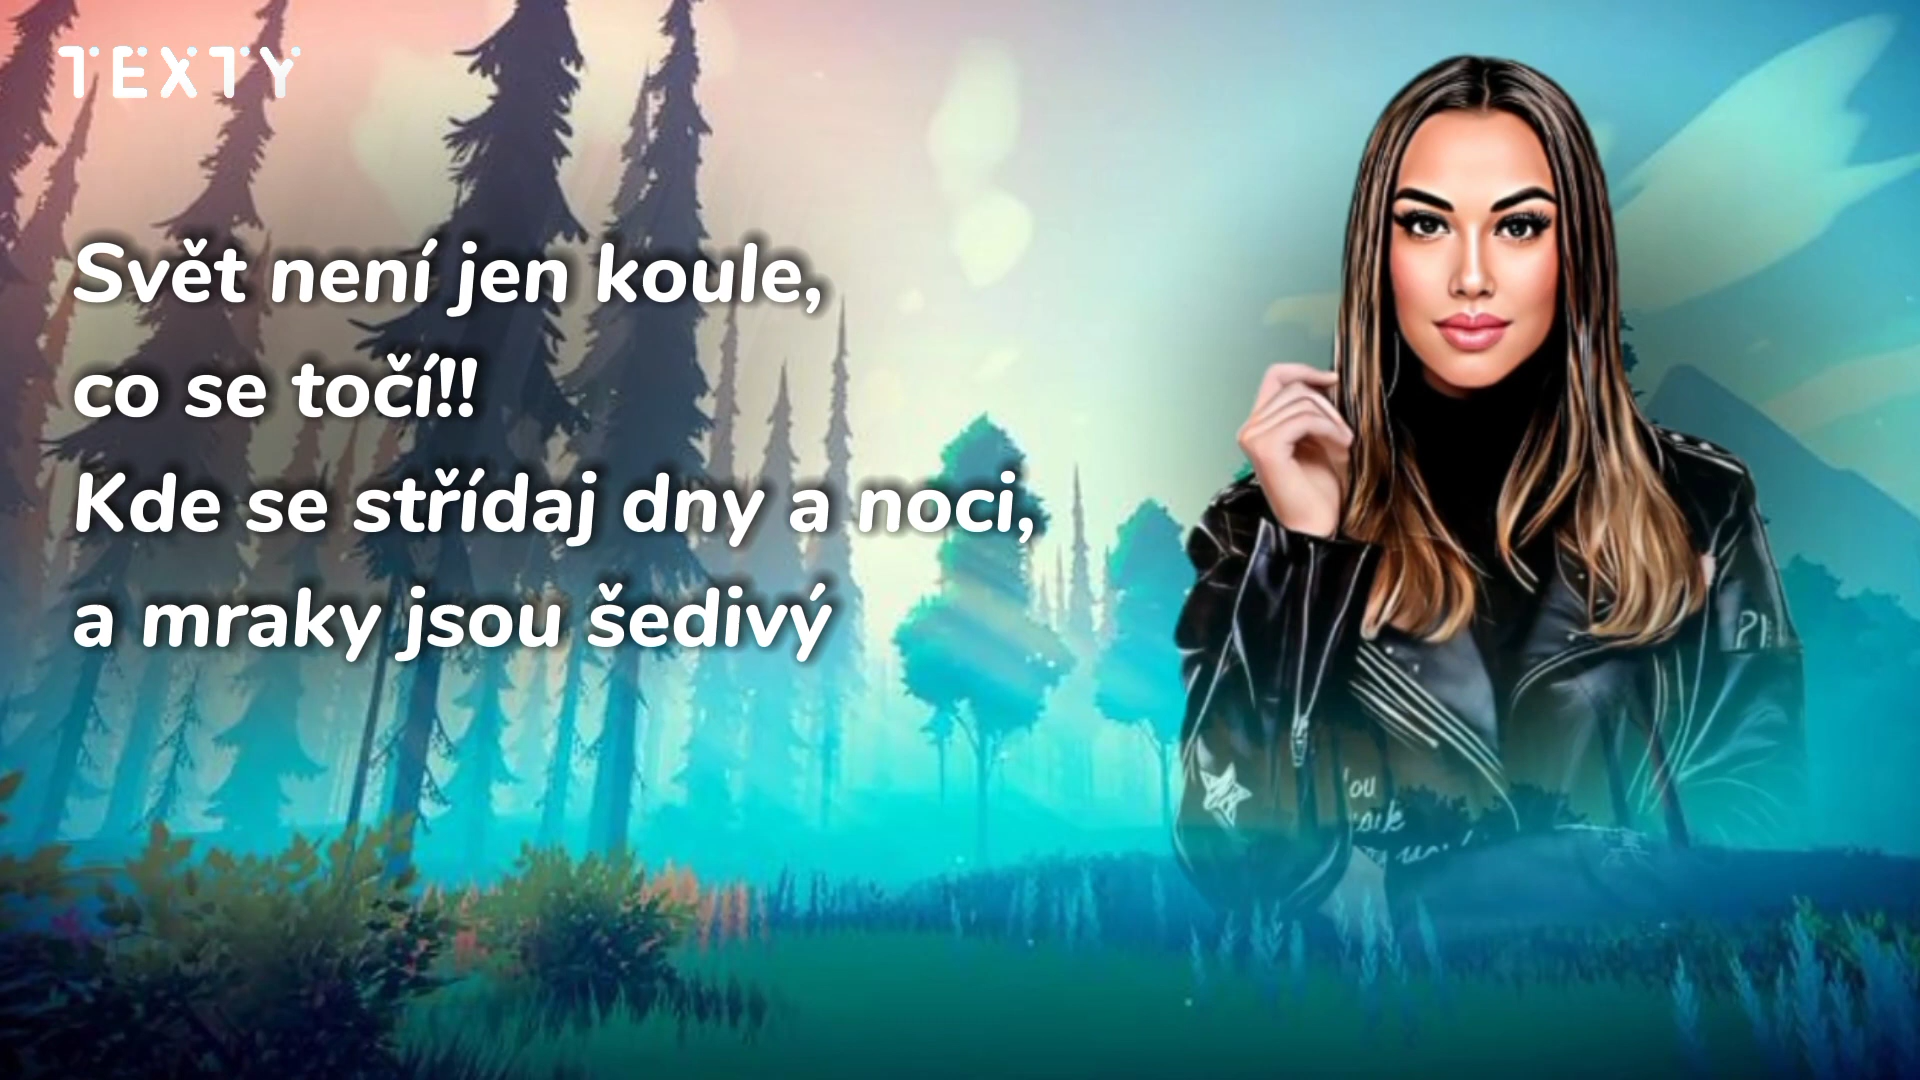 TEXTY
Svět není jen koule,
co se točí!!
Kde se střídaj dny a noci,
a mraky jsou šedivý